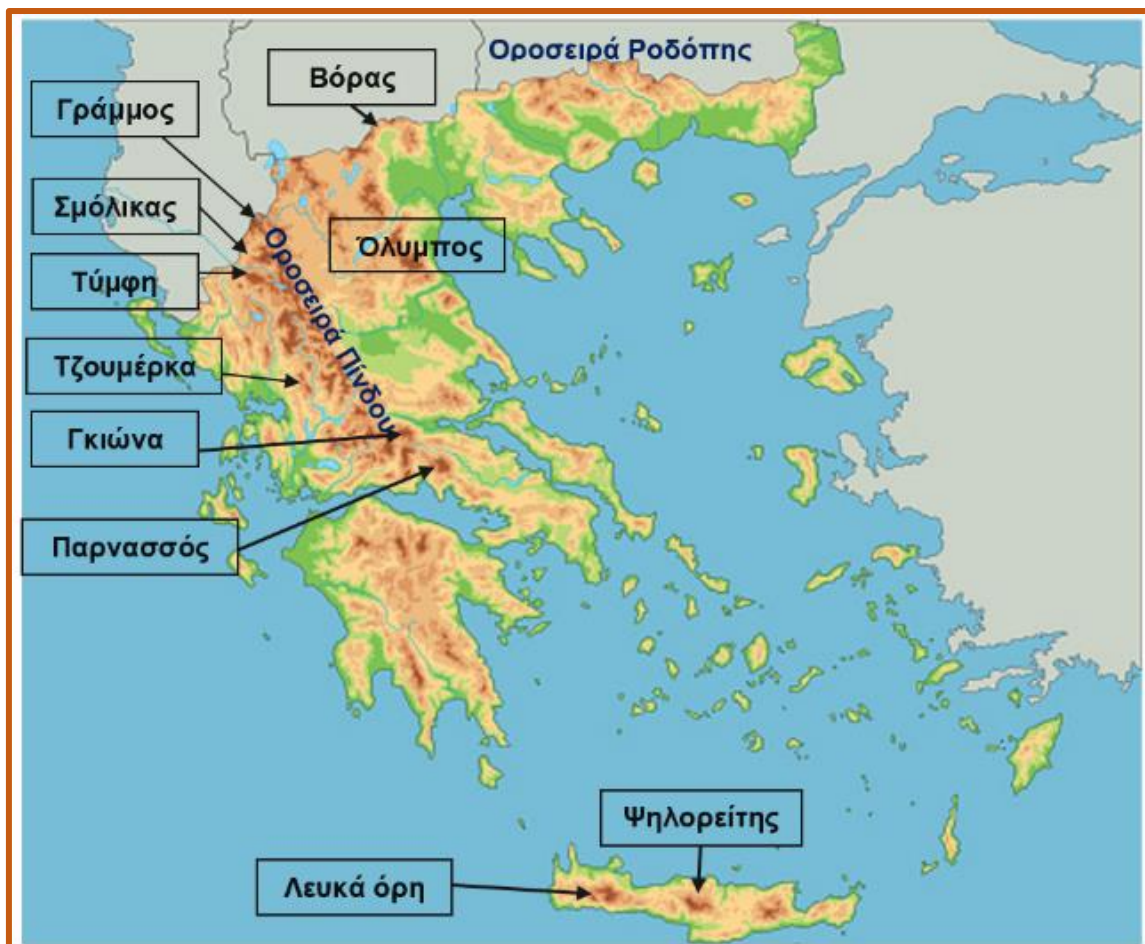 Οροσειρά Ροδόπης
Βόρας
Γράμμος
Σμόλικας
Όλυμπος
Τύμφη
Οροσειρά Πίνδου
Τζουμέρκα
Γκιώνα
Παρνασσός
Ψηλορείτης
Λευκά όρη